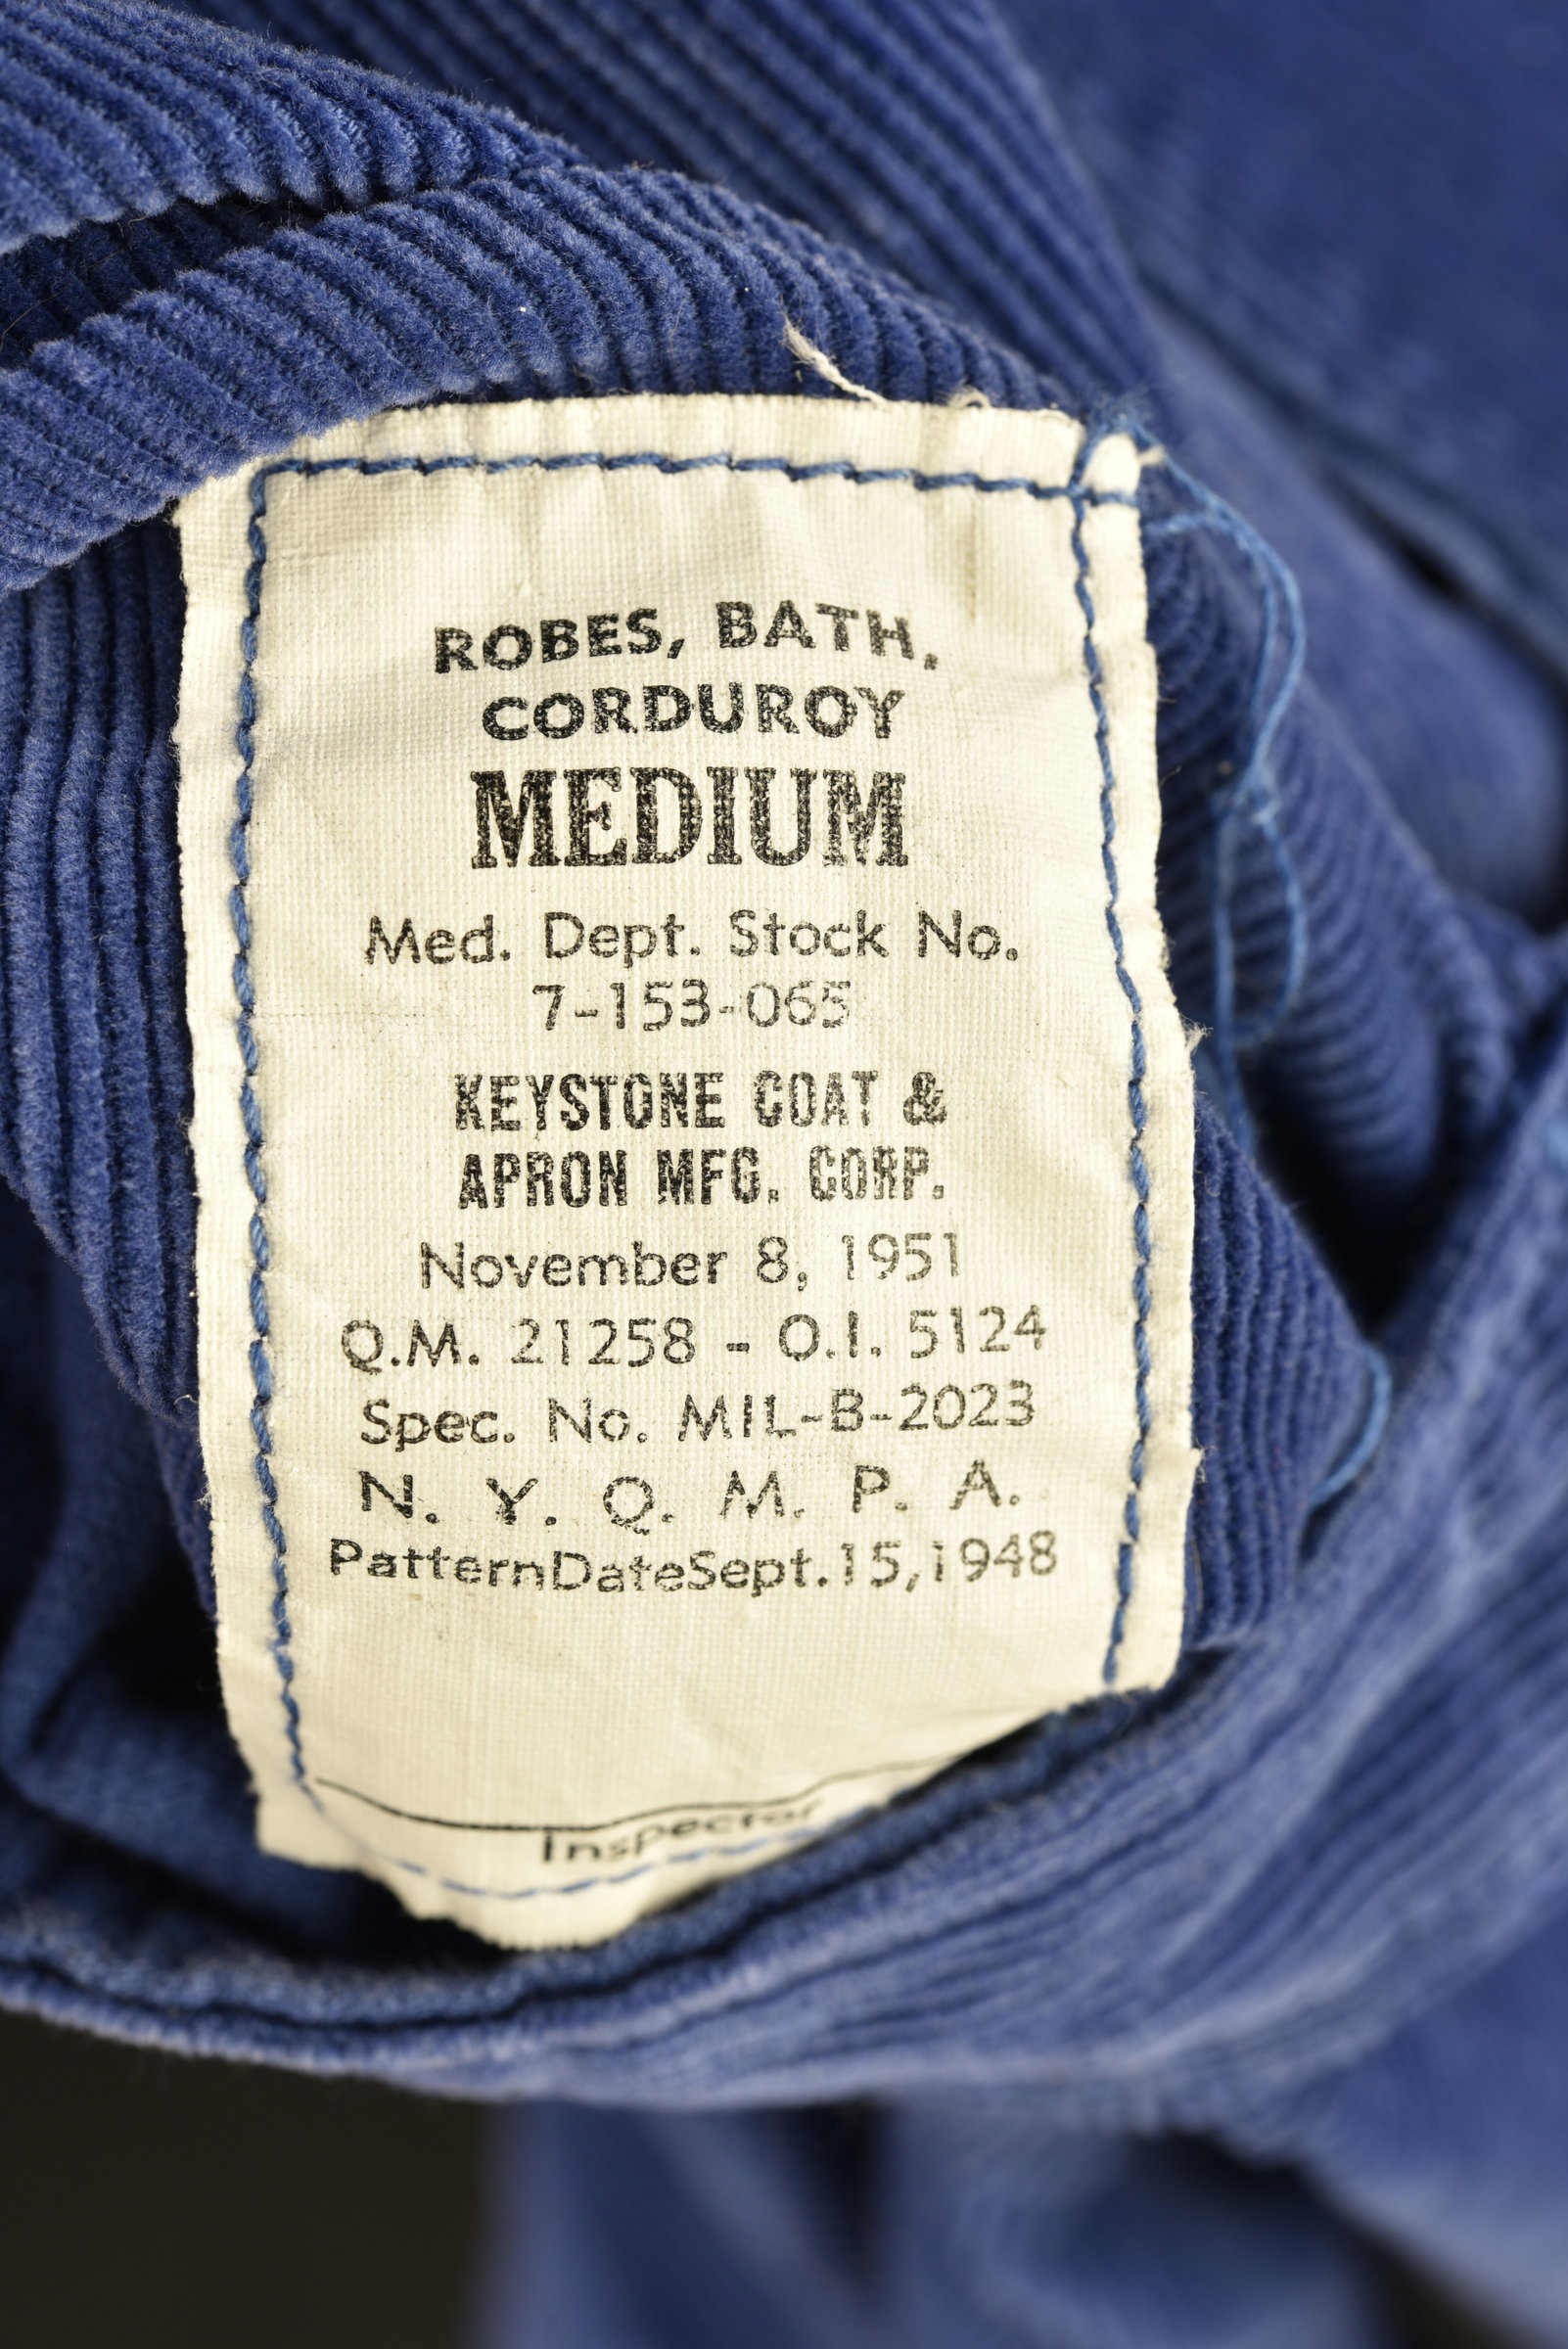 ROBES, BATH,
CORDUROY
MEDIUM
Med. Dept. Stock No.
7-153-065
KEYSTONE COAT &
APRON MFG. CORP.
November 8, 1951
Q.M. 21258 - O.I. 5124
Spec. No. MIL-B-2023
N. Y. Q. M. P. A.
PatternDateSept.15,1948
Inspector